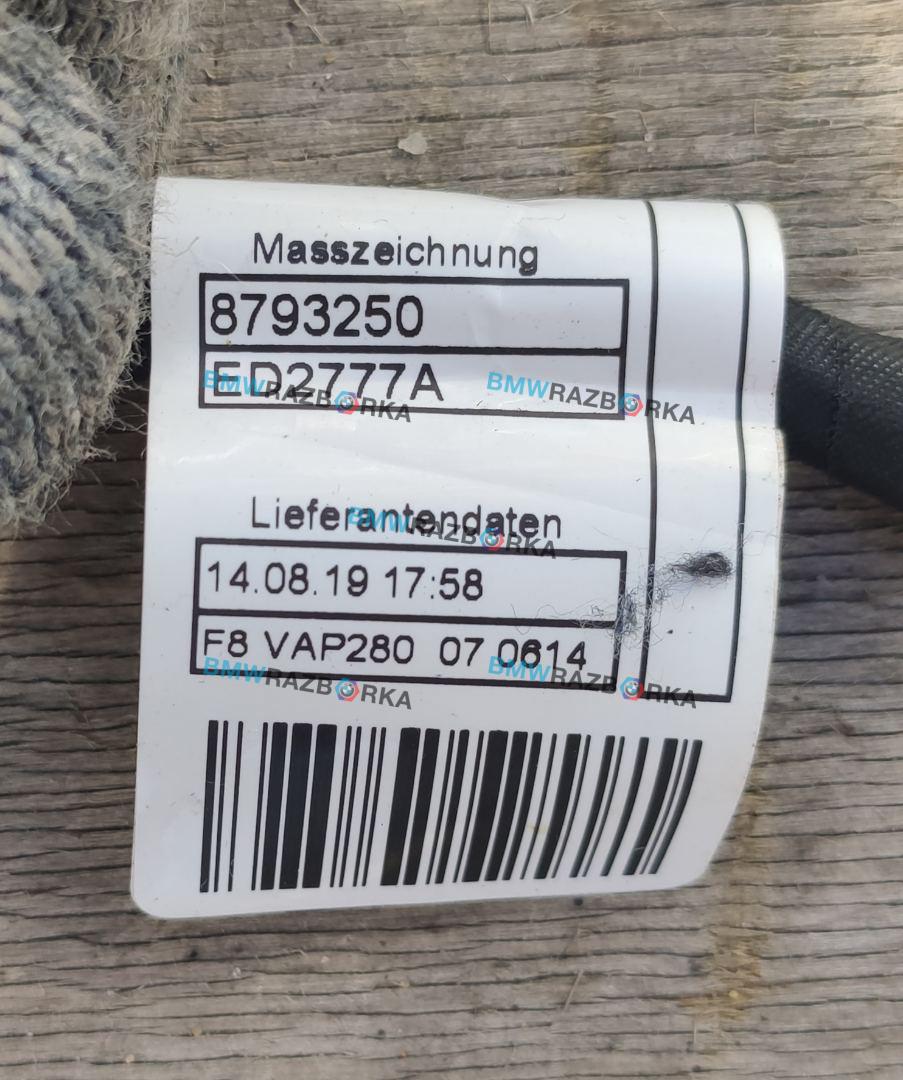 Masszeichnung
8793250
ED2777A
BMWRAZBORKA
BMWRAZBORKA
Lieferantendaten
BMWRAZBORKA
14.08.19 17:58
F8 VAP280 07 0614
BMWRAZBORKA
BMWRAZBORKA